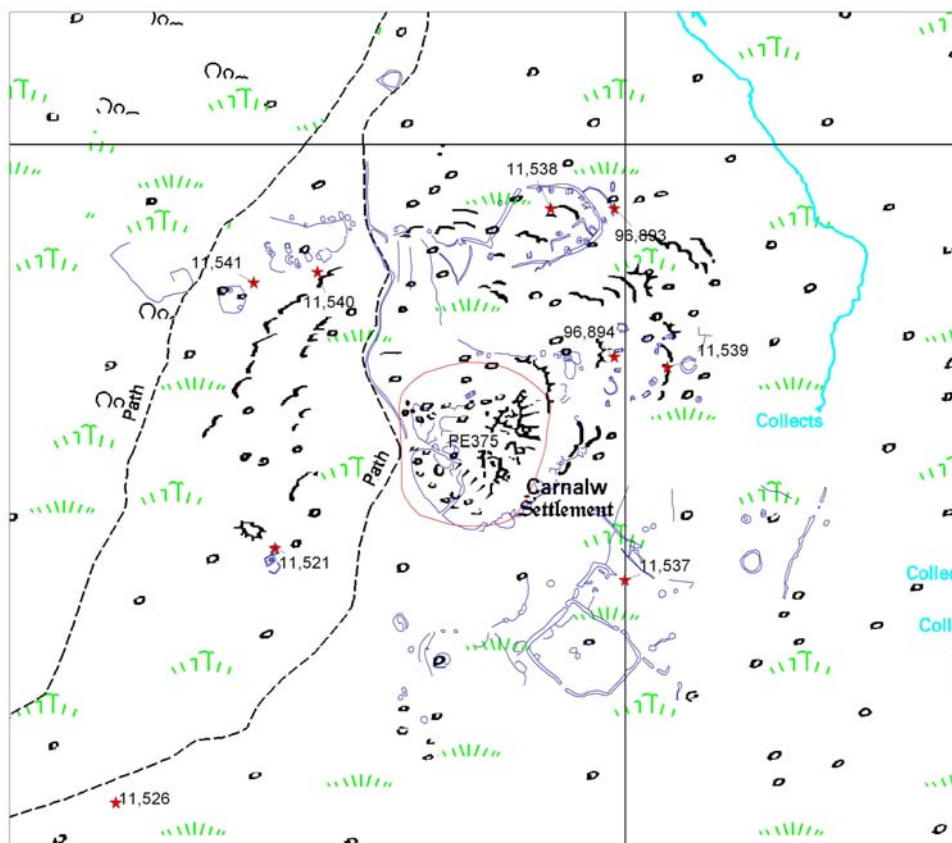 11,538
96,893
11,541
11,540
96,894
11,539
Path
Collects
PE375
Path
Carnalw
Settlement
11,521
11,537
Collec
Coll
11,526